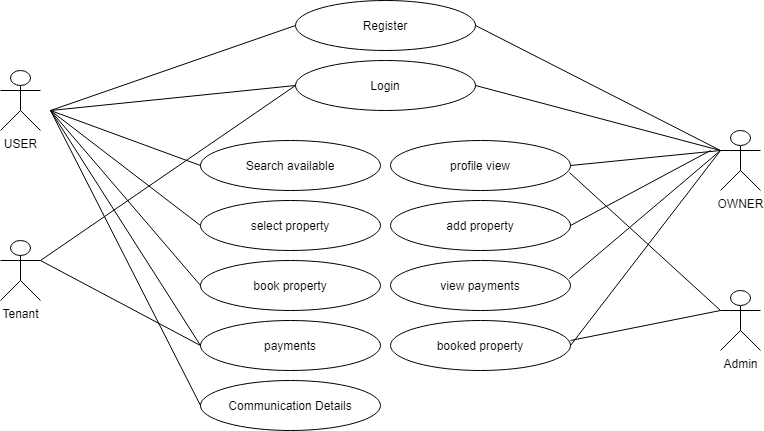 Register
Login
USER
Search available
profile view
OWNER
select property
add property
book property
view payments
Tenant
payments
booked property
Admin
Communication Details